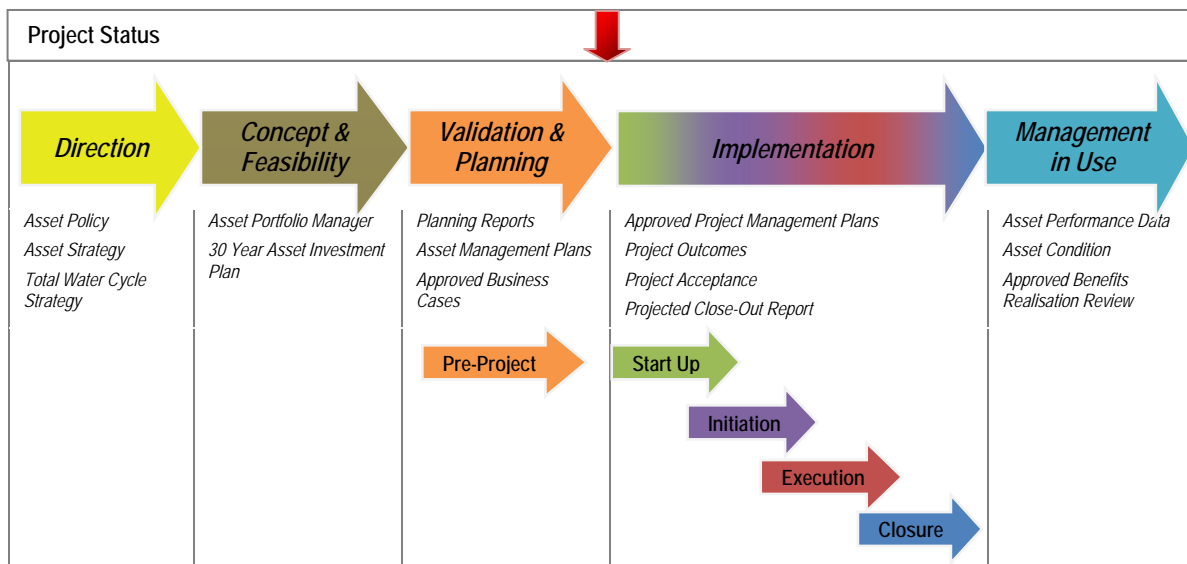 Project Status
Direction
Concept &
Feasibility
Validation &
Planning
Implementation
Management
in Use
Asset Policy
Asset Strategy
Total Water Cycle
Strategy
Asset Portfolio Manager
30 Year Asset Investment
Plan
Planning Reports
Asset Management Plans
Approved Business
Cases
Approved Project Management Plans
Project Outcomes
Project Acceptance
Projected Close-Out Report
Asset Performance Data
Asset Condition
Approved Benefits
Realisation Review
Pre-Project
Start Up
Initiation
Execution
Closure